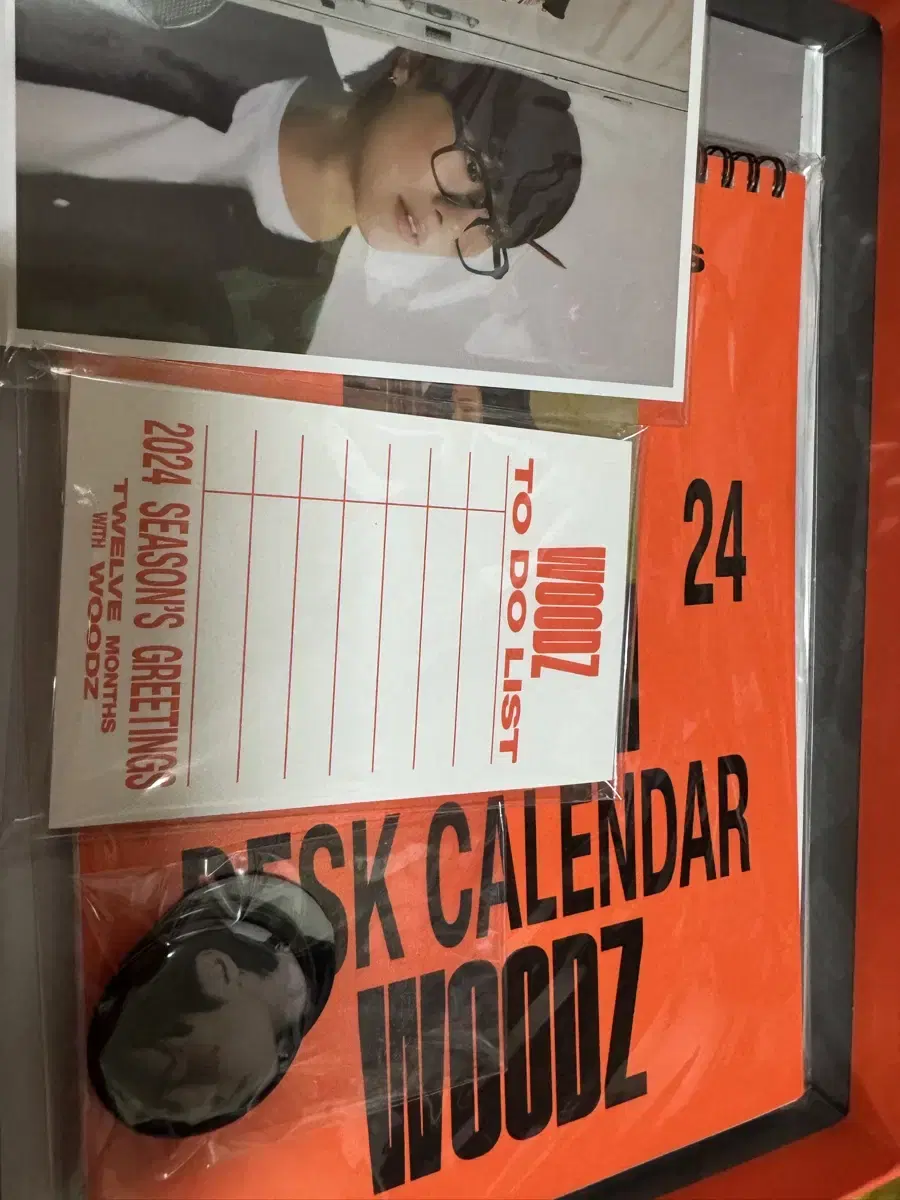 WOODZ
TO DO LIST
2024 SEASON'S GREETINGS
TWELVE MONTHS
WITH WOODZ
24
DESK CALENDAR
WOODZ